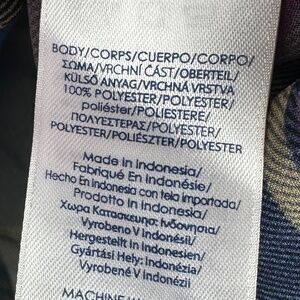 BODY/CORPS/CUERPO/CORPO/
ΣΩΜΑ/VRCHNÍ ČÁST/OBERTEIL/
KÜLSŐ ANYAG/VRCHNÁ VRSTVA
100% POLYESTER/POLYESTER/
poliéster/POLIESTERE/
ΠΟΛΥΕΣΤΕΡΑΣ/POLYESTER/
POLYESTER/POLIÉSZTER/POLYESTER
Made In Indonesia/
Fabriqué En Indonésie/
Hecho En Indonesia con tela importada/
Prodotto In Indonesia/
Χωρα Κατασκευησ: Ινδονησια/
Vyrobeno V Indonésii/
Hergestellt In Indonesien/
Gyártási Hely: Indonézia/
Vyrobené V Indonézii
MACHINE